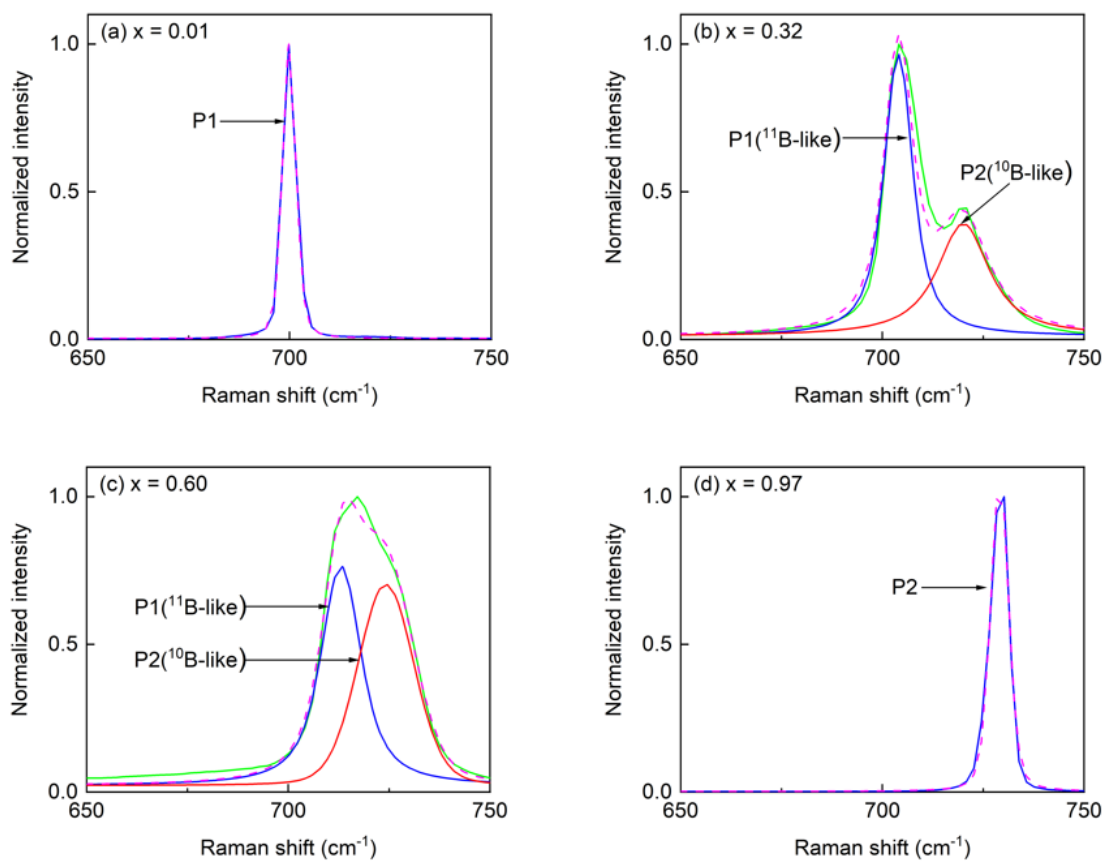 (a) x = 0.01
P1
1.0
0.5
0.0
650
700
750
Normalized intensity
Raman shift (cm⁻¹)
(b) x = 0.32
P1(¹¹B-like)
P2(¹⁰B-like)
1.0
0.5
0.0
650
700
750
Normalized intensity
Raman shift (cm⁻¹)
(c) x = 0.60
P1(¹¹B-like)
P2(¹⁰B-like)
1.0
0.5
0.0
650
700
750
Normalized intensity
Raman shift (cm⁻¹)
(d) x = 0.97
P2
1.0
0.5
0.0
650
700
750
Normalized intensity
Raman shift (cm⁻¹)